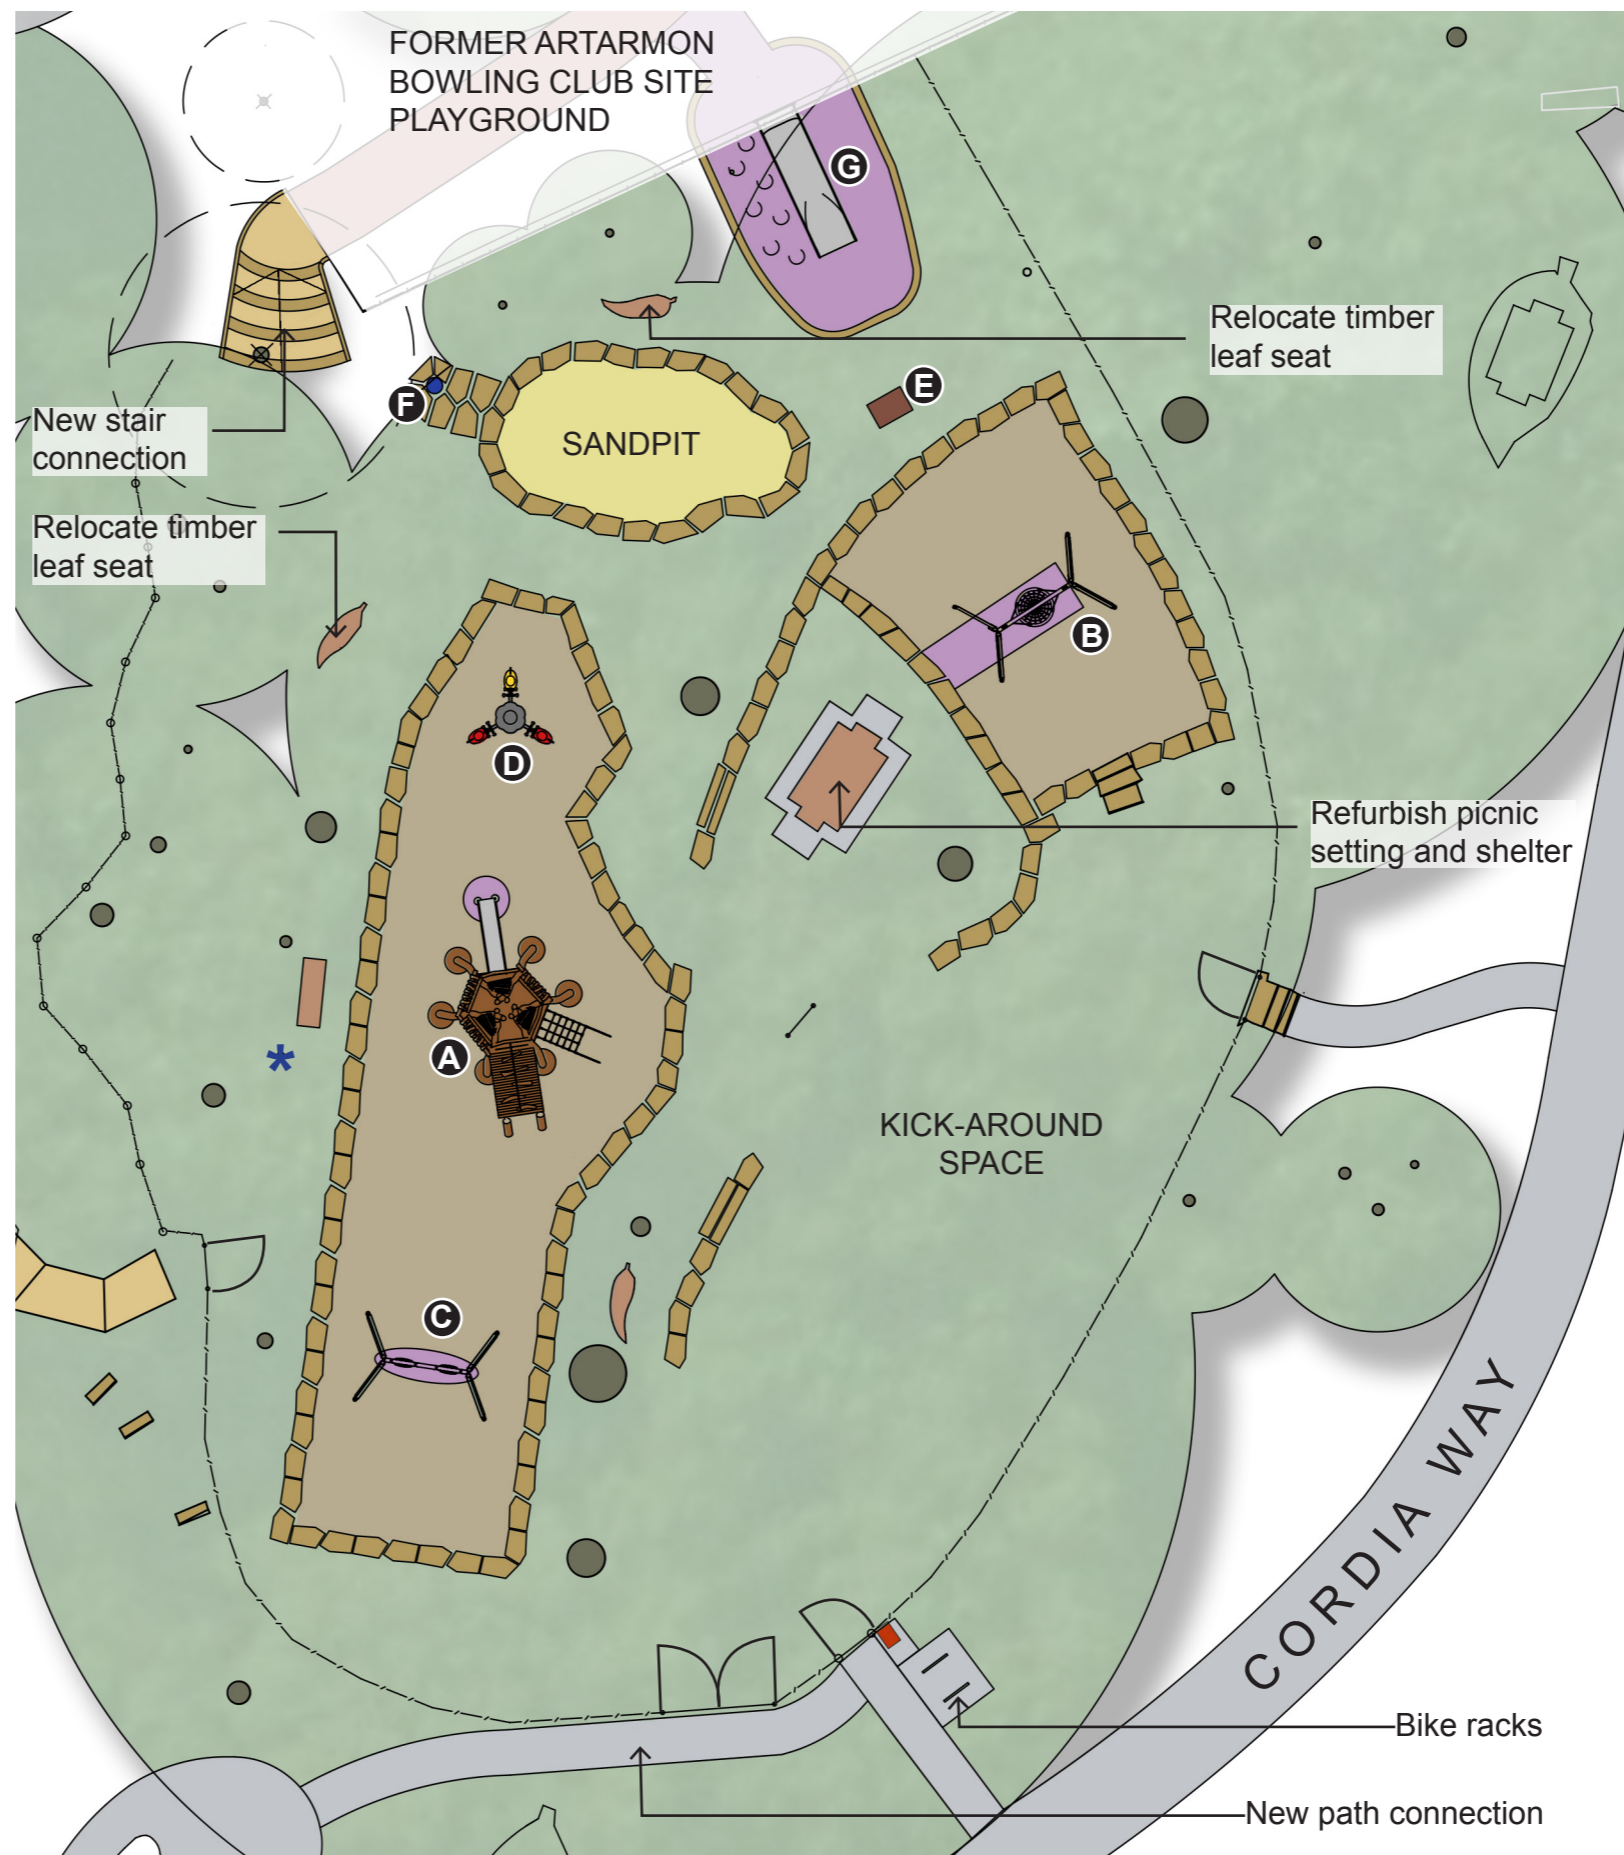 FORMER ARTARMON
BOWLING CLUB SITE
PLAYGROUND
G
Relocate timber
leaf seat
E
F
New stair
connection
SANDPIT
Relocate timber
leaf seat
B
D
Refurbish picnic
setting and shelter
A
*
KICK-AROUND
SPACE
C
CORDIA WAY
Bike racks
New path connection